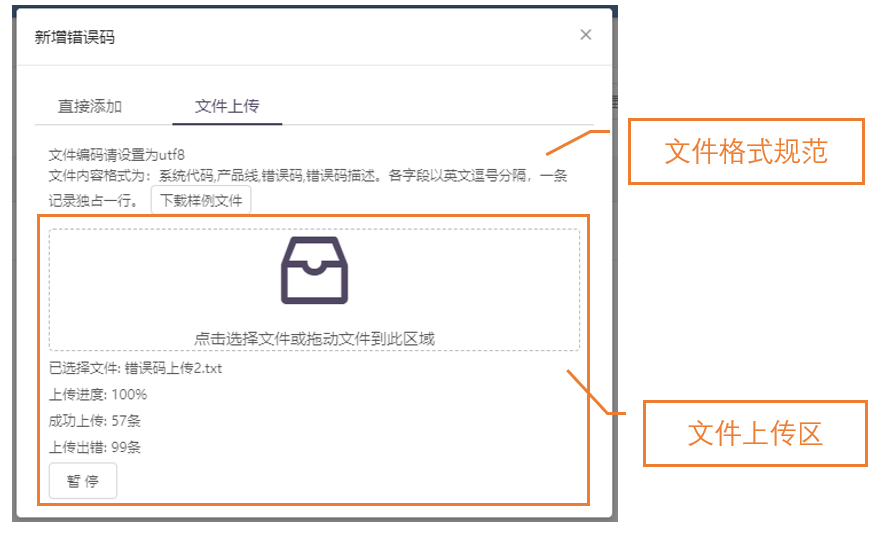 新增错误码
直接添加
文件上传
文件编码请设置为utf8
文件内容格式为：系统代码,产品线,错误码,错误码描述。各字段以英文逗号分隔，一条
记录独占一行。 下载样例文件
文件格式规范
点击选择文件或拖动文件到此区域
已选择文件: 错误码上传2.txt
上传进度: 100%
成功上传: 57条
上传出错: 99条
暂 停
文件上传区